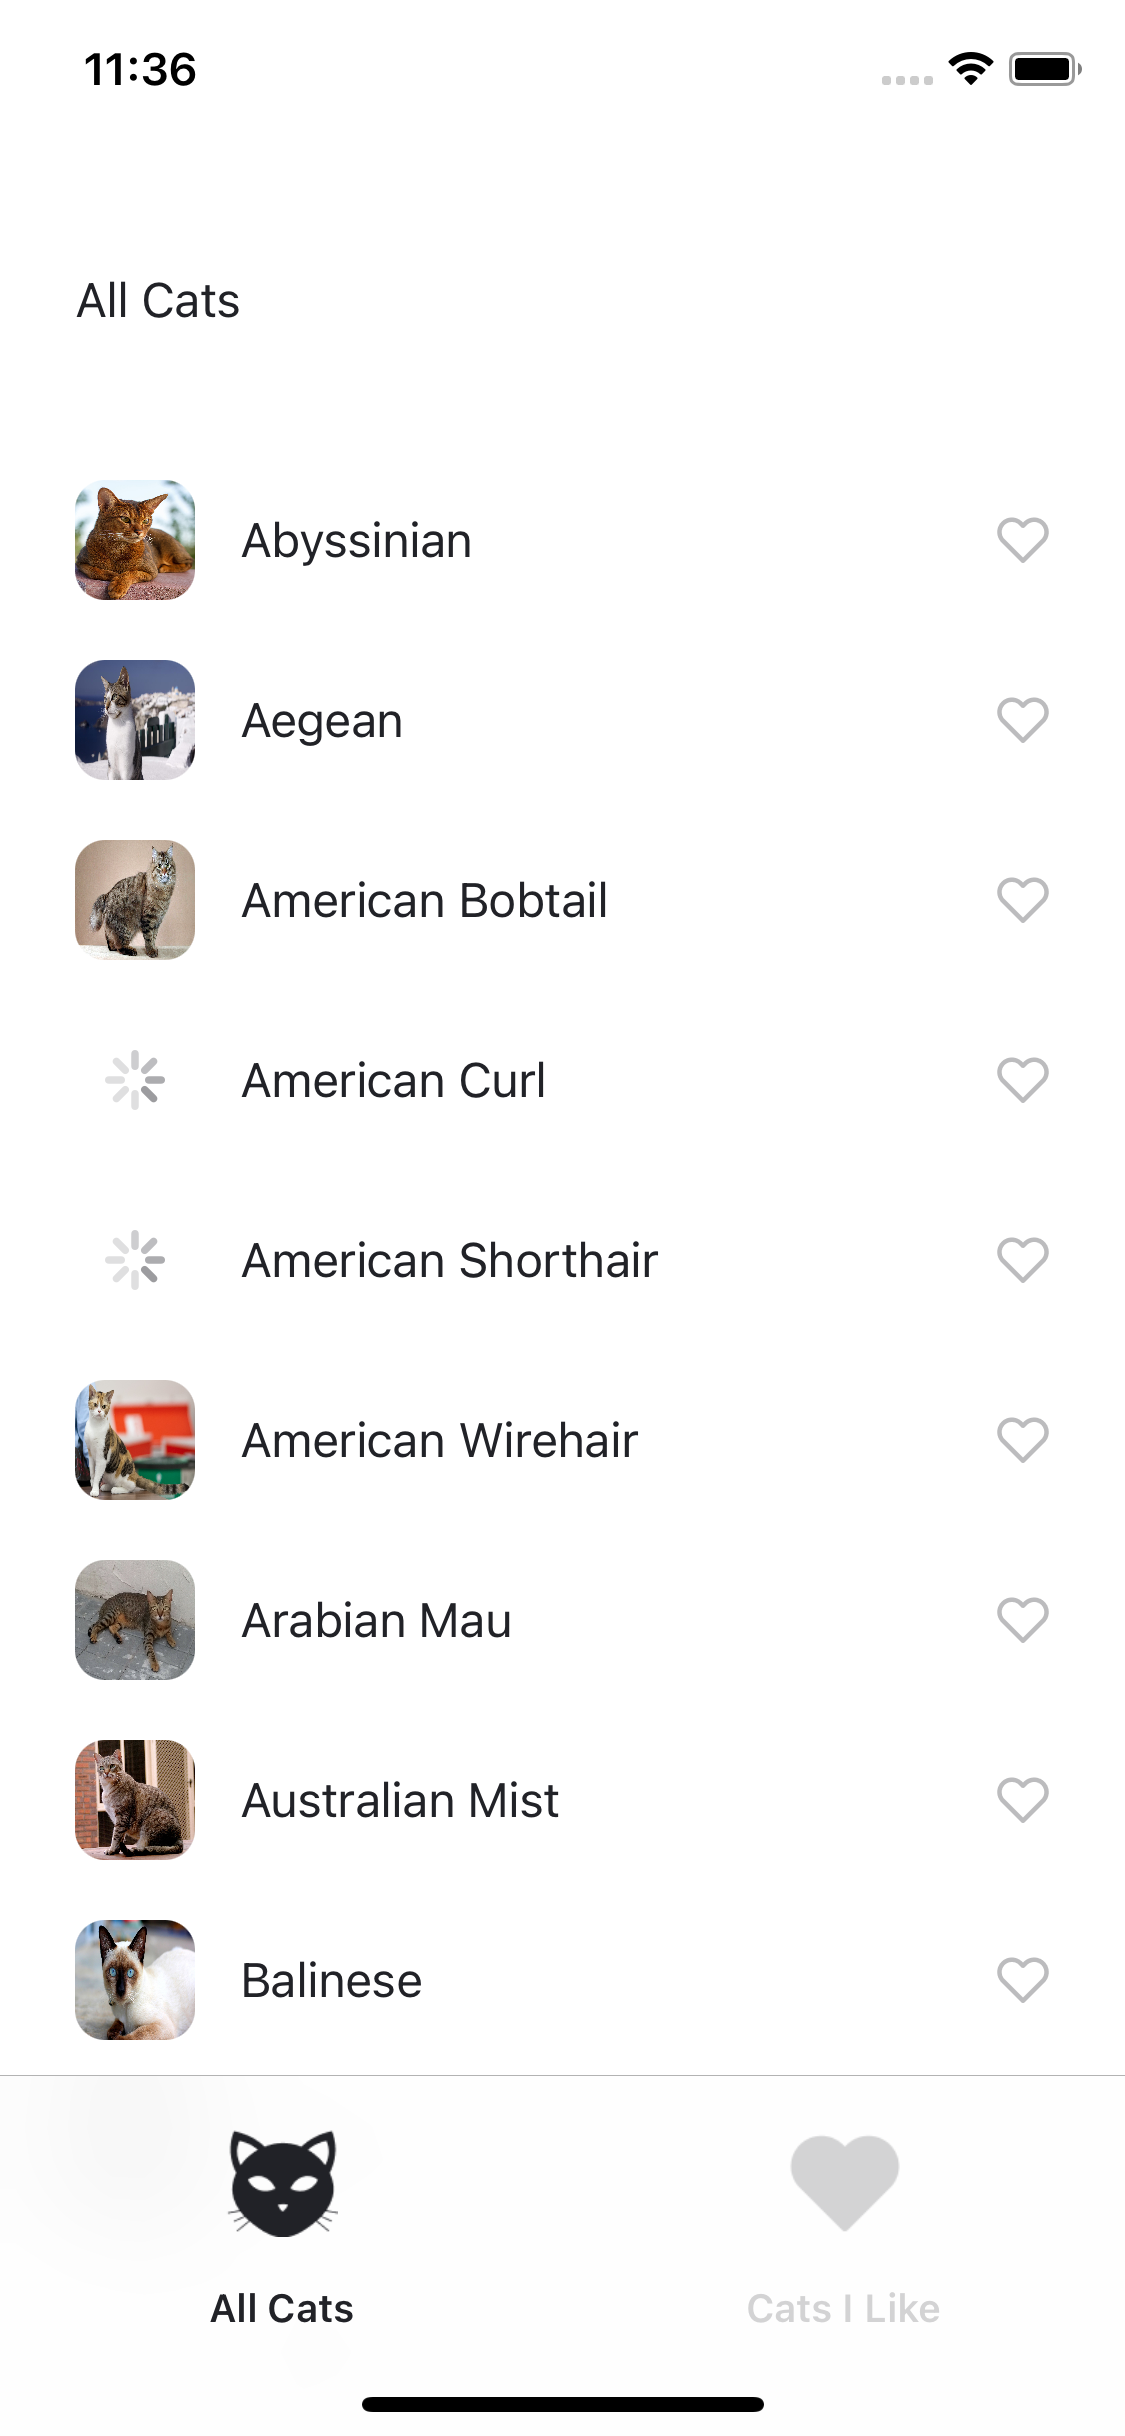 11:36
All Cats
Abyssinian
Aegean
American Bobtail
American Curl
American Shorthair
American Wirehair
Arabian Mau
Australian Mist
Balinese
All Cats
Cats I Like